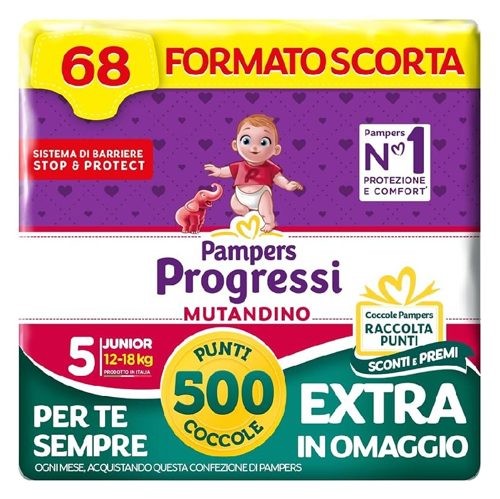 68 FORMATO SCORTA
SISTEMA DI BARRIERE
STOP & PROTECT
Pampers
N°1
PROTEZIONE
E COMFORT*
Pampers
Progressi
MUTANDINO
5 JUNIOR
12-18 kg
PRODOTTO IN ITALIA
Coccole Pampers
RACCOLTA
PUNTI
SCONTI E PREMI
PUNTI
500
COCCOLE
PER TE
SEMPRE
EXTRA
IN OMAGGIO
OGNI MESE, ACQUISTANDO QUESTA CONFEZIONE DI PAMPERS